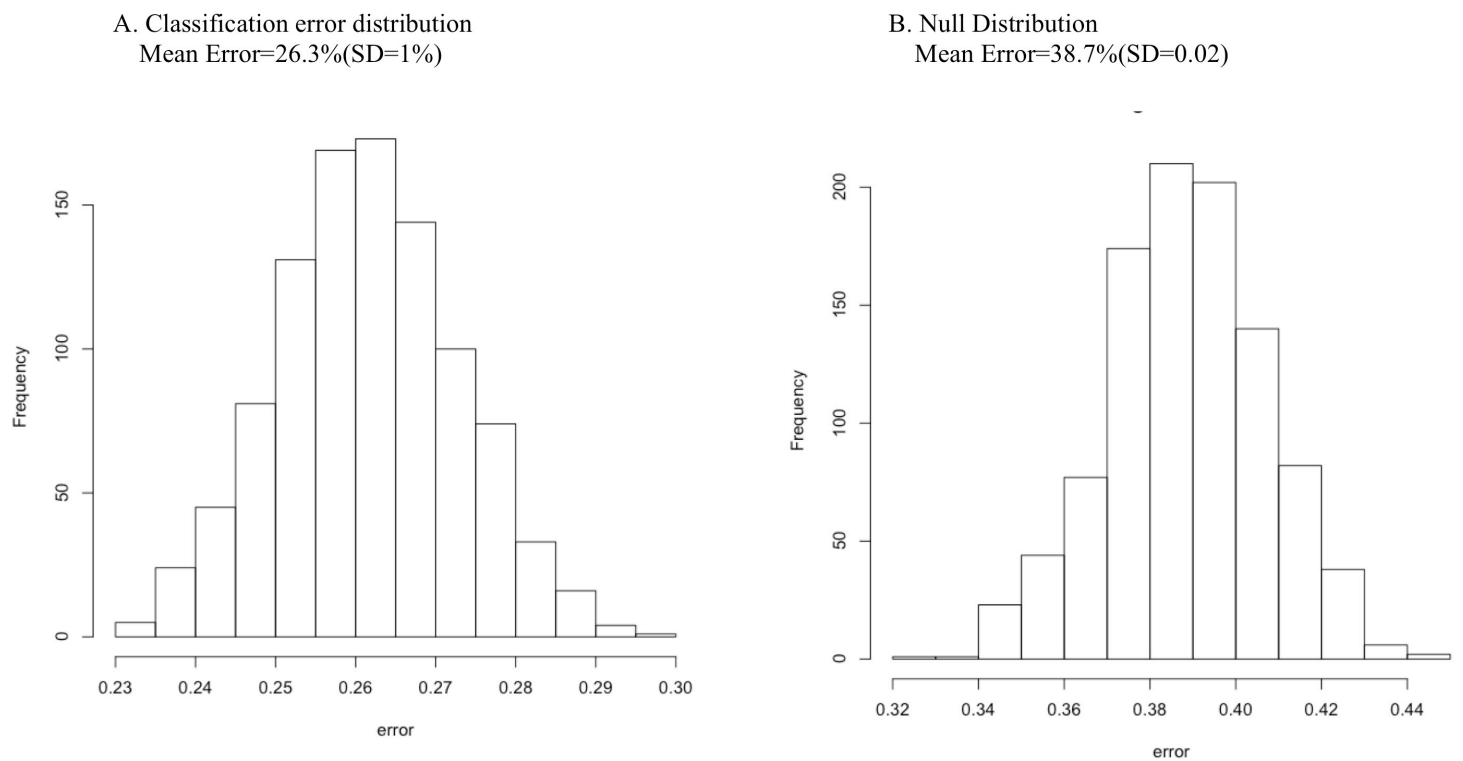 A. Classification error distribution
Mean Error=26.3%(SD=1%)
B. Null Distribution
Mean Error=38.7%(SD=0.02)
150
100
50
0
Frequency
0.23 0.24 0.25 0.26 0.27 0.28 0.29 0.30
error
200
150
100
50
0
Frequency
0.32 0.34 0.36 0.38 0.40 0.42 0.44
error